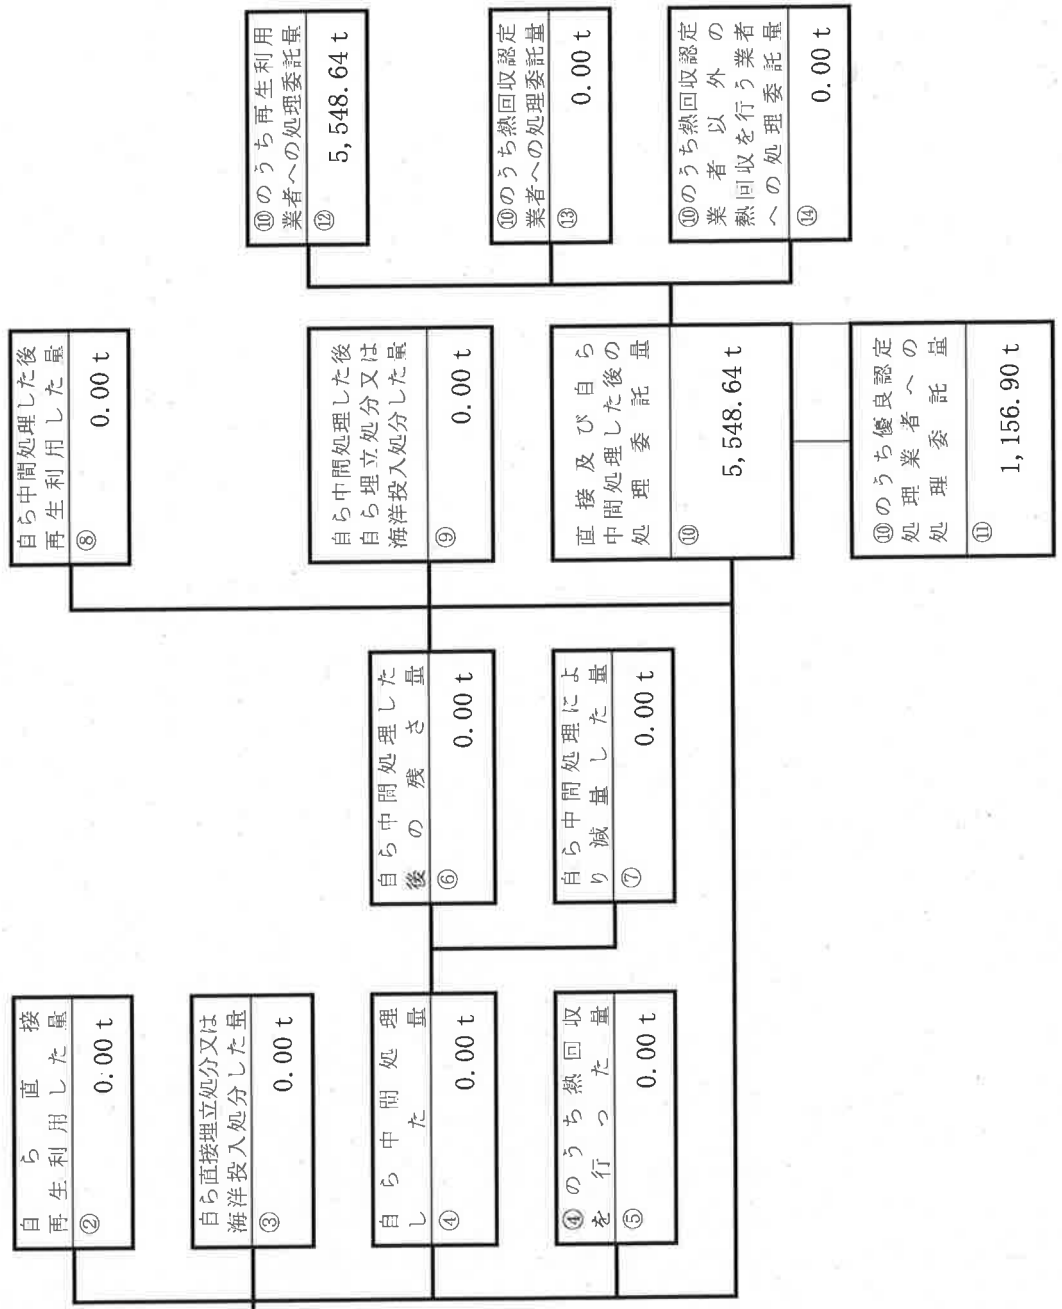 自ら直接
再生利用した量
②
0.00 t
自ら直接埋立処分又は
海洋投入処分した量
③
0.00 t
自ら中間処理
した量
④
0.00 t
④のうち熱回収
を行った量
⑤
0.00 t
自ら中間処理した
後の残さ量
⑥
0.00 t
自ら中間処理によ
り減量した量
⑦
0.00 t
自ら中間処理した後
再生利用した量
⑧
0.00 t
自ら中間処理した後
自ら埋立処分又は
海洋投入処分した量
⑨
0.00 t
直接及び自ら
中間処理した後の
処理委託量
⑩
5,548.64 t
⑩のうち優良認定
処理業者への
処理委託量
⑪
1,156.90 t
⑩のうち再生利用
業者への処理委託量
⑫
5,548.64 t
⑩のうち熱回収認定
業者への処理委託量
⑬
0.00 t
⑩のうち熱回収認定
業者以外の
熱回収を行う業者
への処理委託量
⑭
0.00 t